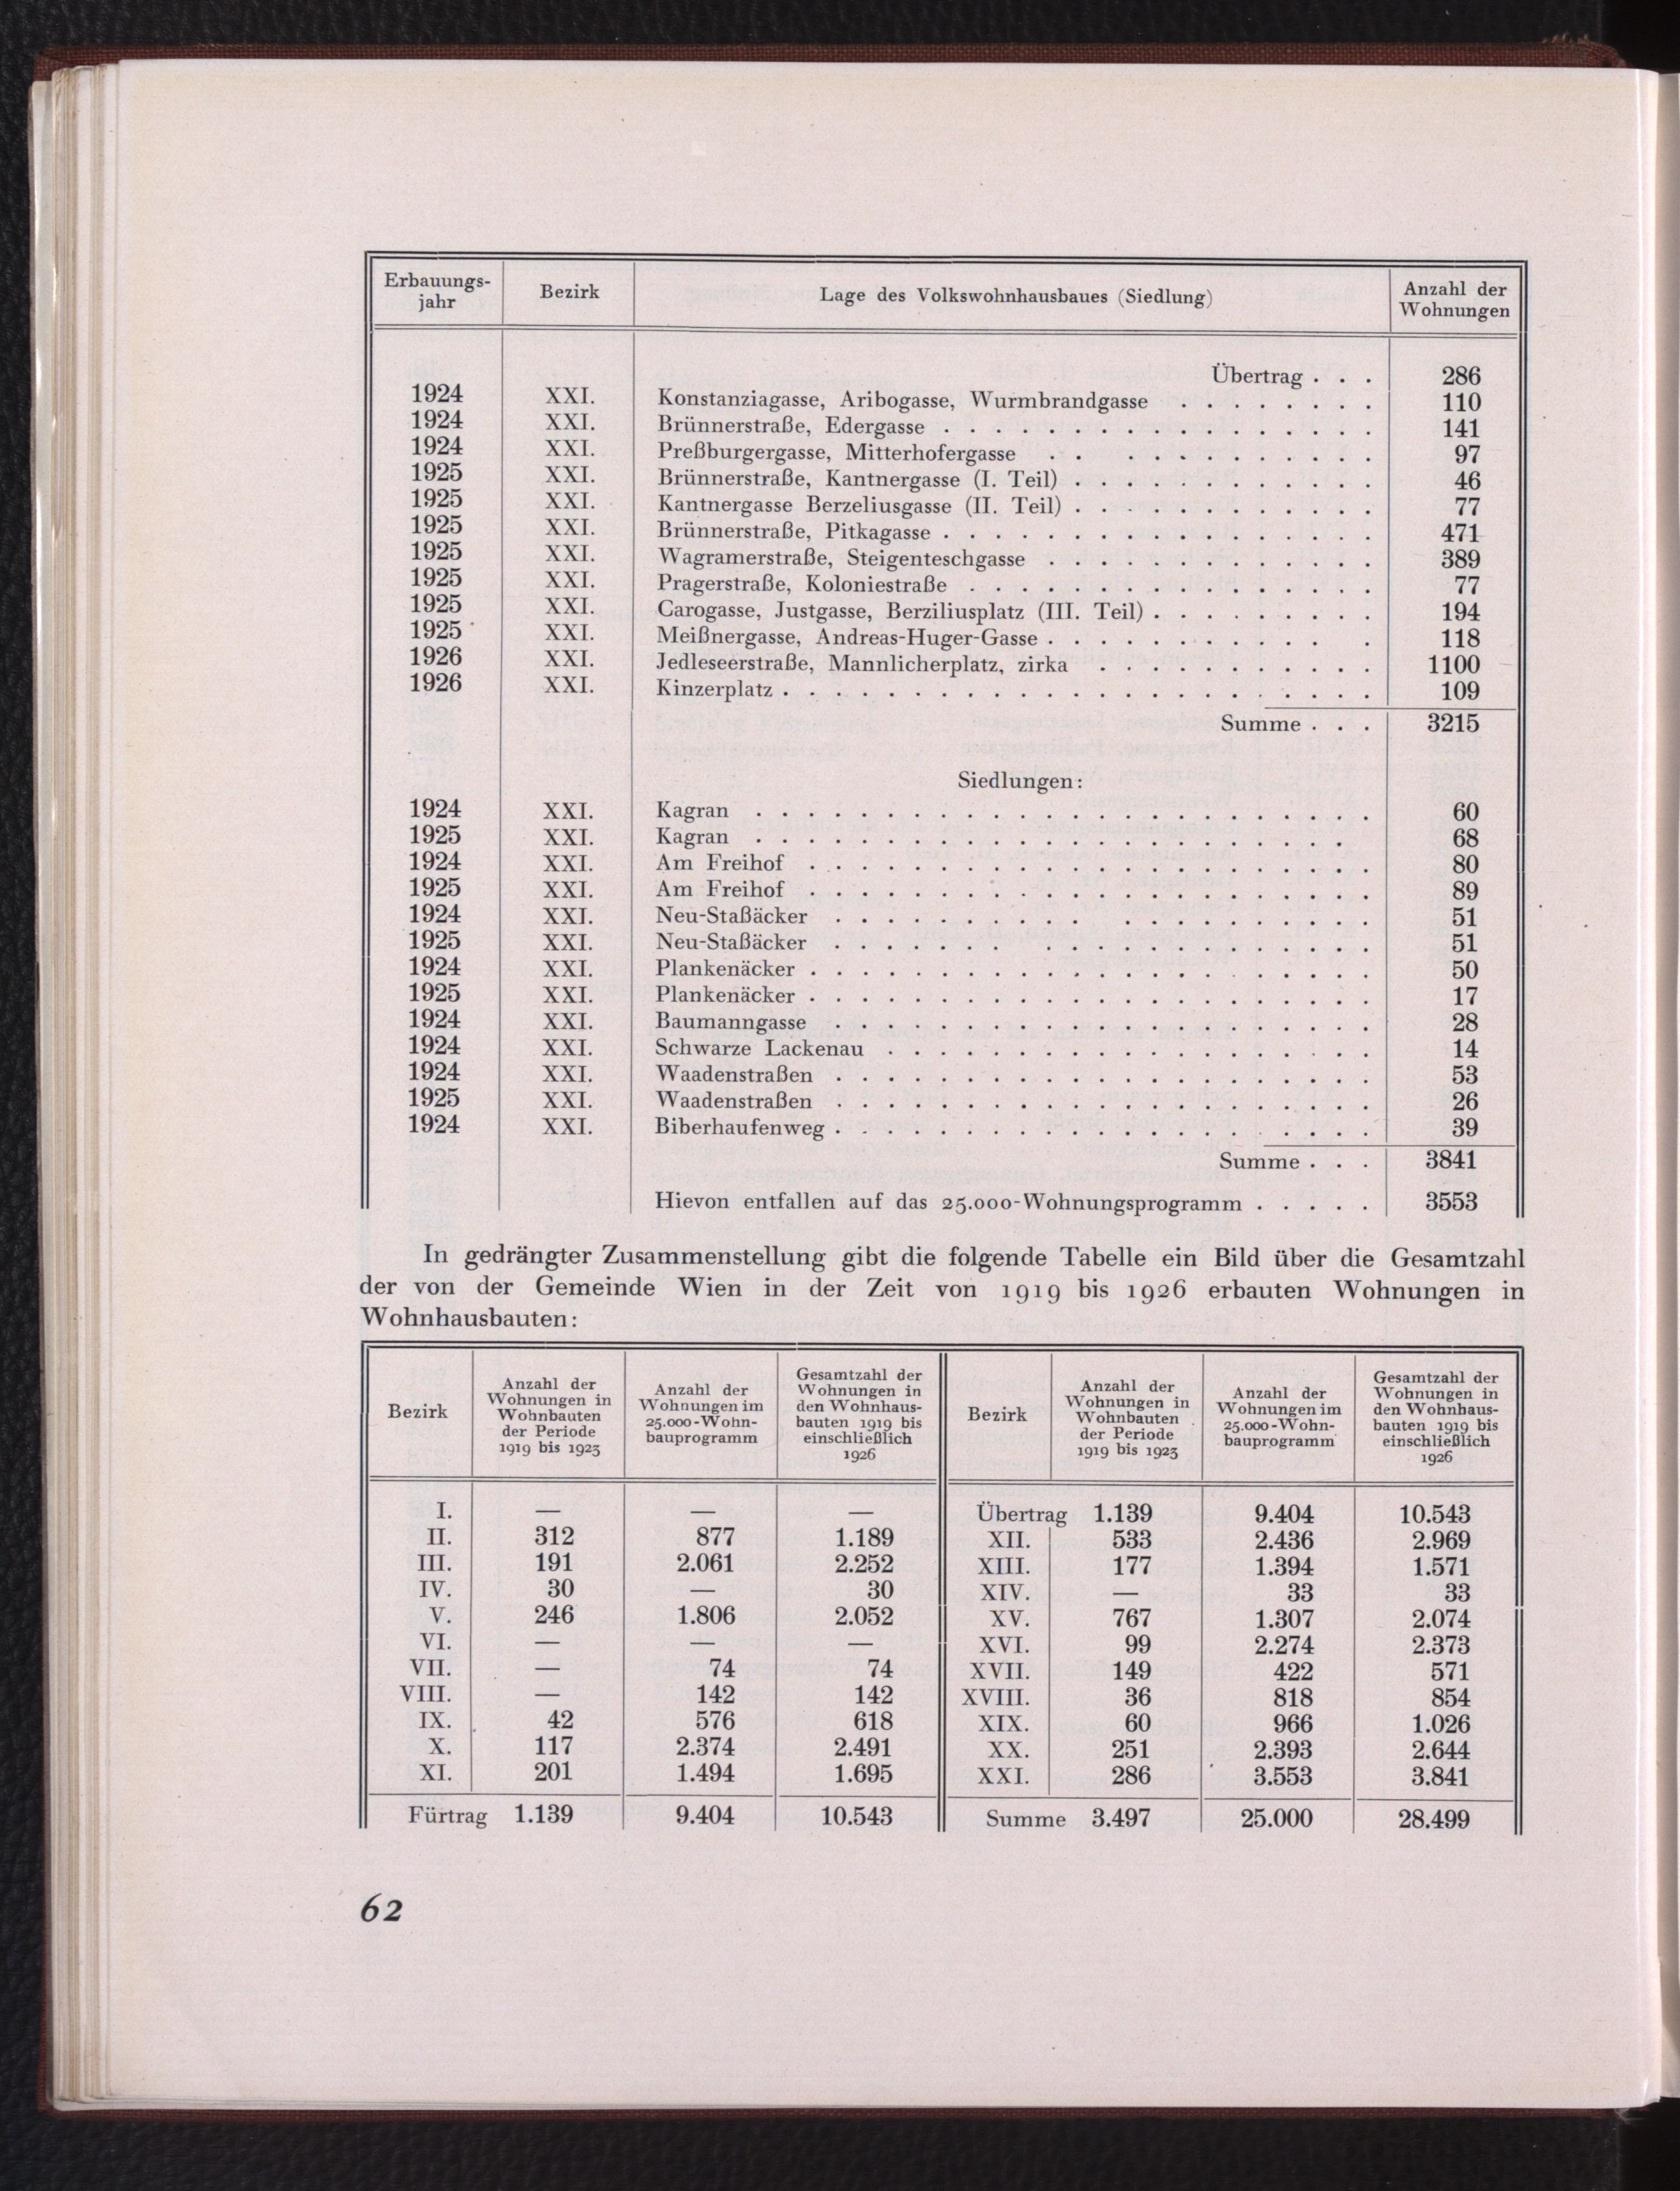 Erbauungs-jahr Bezirk Lage des Volkswohnhausbaues (Siedlung) Anzahl der Wohnungen
Übertrag . . . 286
1924 XXI. Konstanziagasse, Aribogasse, Wurmbrandgasse 110
1924 XXI. Brünnerstraße, Edergasse 141
1924 XXI. Preßburgergasse, Mitterhofergasse 97
1925 XXI. Brünnerstraße, Kantnergasse (I. Teil) 46
1925 XXI. Kantnergasse Berzeliusgasse (II. Teil) 77
1925 XXI. Brünnerstraße, Pitkagasse 471
1925 XXI. Wagramerstraße, Steigenteschgasse 389
1925 XXI. Pragerstraße, Koloniestraße 77
1925 XXI. Carogasse, Justgasse, Berziliusplatz (III. Teil) 194
1925 XXI. Meißnergasse, Andreas-Huger-Gasse 118
1926 XXI. Jedleseerstraße, Mannlicherplatz, zirka 1100
1926 XXI. Kinzerplatz 109
Summe . . . 3215
Siedlungen:
1924 XXI. Kagran 60
1925 XXI. Kagran 68
1924 XXI. Am Freihof 80
1925 XXI. Am Freihof 89
1924 XXI. Neu-Staßäcker 51
1925 XXI. Neu-Staßäcker 51
1924 XXI. Plankenäcker 50
1925 XXI. Plankenäcker 17
1924 XXI. Baumanngasse 28
1924 XXI. Schwarze Lackenau 14
1924 XXI. Waadenstraßen 53
1925 XXI. Waadenstraßen 26
1924 XXI. Biberhaufenweg 39
Summe . . . 3841
Hievon entfallen auf das 25.000-Wohnungsprogramm . . . . . 3553
In gedrängter Zusammenstellung gibt die folgende Tabelle ein Bild über die Gesamtzahl
der von der Gemeinde Wien in der Zeit von 1919 bis 1926 erbauten Wohnungen in
Wohnhausbauten:
Bezirk
Anzahl der
Wohnungen in
Wohnbauten
der Periode
1919 bis 1923
Anzahl der
Wohnungen im
25.000-Wohn-
bauprogramm
Gesamtzahl der
Wohnungen in
den Wohnhaus-
bauten 1919 bis
einschließlich
1926
I. — — —
II. 312 877 1.189
III. 191 2.061 2.252
IV. 30 — 30
V. 246 1.806 2.052
VI. — — —
VII. — 74 74
VIII. — 142 142
IX. 42 576 618
X. 117 2.374 2.491
XI. 201 1.494 1.695
Fürtrag 1.139 9.404 10.543
Bezirk
Anzahl der
Wohnungen in
Wohnbauten
der Periode
1919 bis 1923
Anzahl der
Wohnungen im
25.000-Wohn-
bauprogramm
Gesamtzahl der
Wohnungen in
den Wohnhaus-
bauten 1919 bis
einschließlich
1926
Übertrag 1.139 9.404 10.543
XII. 533 2.436 2.969
XIII. 177 1.394 1.571
XIV. — 33 33
XV. 767 1.307 2.074
XVI. 99 2.274 2.373
XVII. 149 422 571
XVIII. 36 818 854
XIX. 60 966 1.026
XX. 251 2.393 2.644
XXI. 286 3.553 3.841
Summe 3.497 25.000 28.499
62